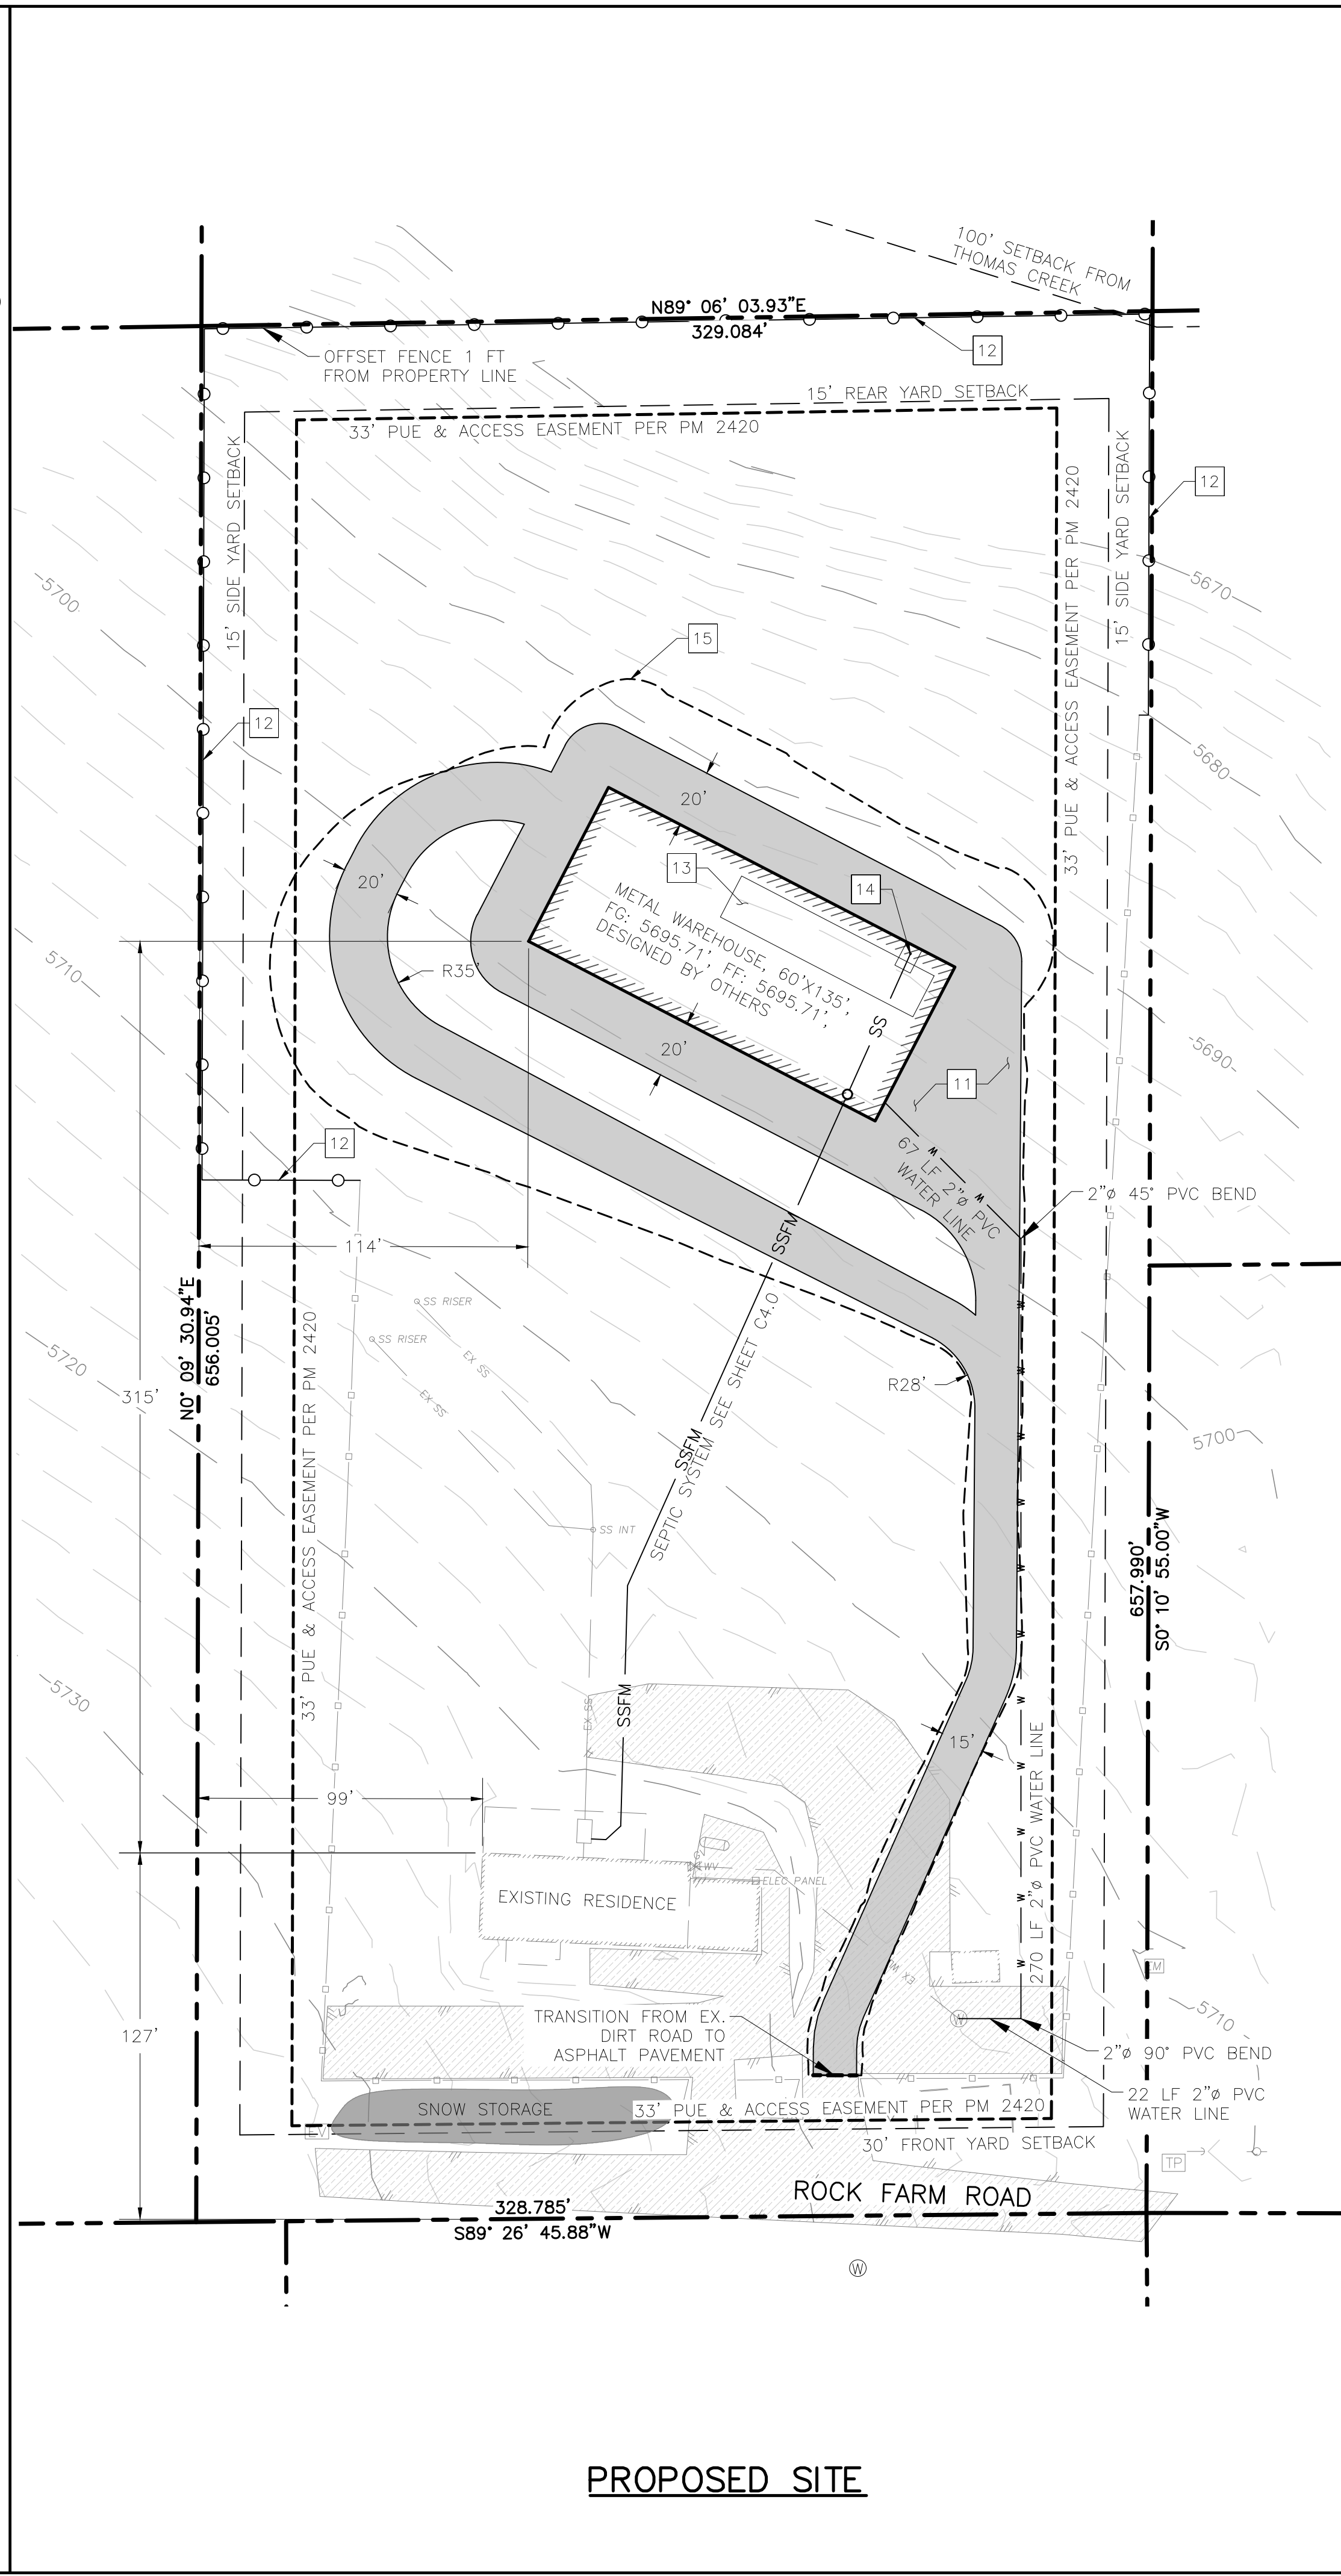 100' SETBACK FROM
THOMAS CREEK
N89° 06' 03.93"E
329.084'
12
OFFSET FENCE 1 FT
FROM PROPERTY LINE
15' REAR YARD SETBACK
33' PUE & ACCESS EASEMENT PER PM 2420
15' SIDE YARD SETBACK
33' PUE & ACCESS EASEMENT PER PM 2420
15' SIDE YARD SETBACK
12
5670
5700
15
12
5680
20'
13
14
20'
METAL WAREHOUSE, 60'X135',
FG: 5695.71' FF: 5695.71',
DESIGNED BY OTHERS
5710
R35'
SS
20'
5690
11
12
W
67 LF 2"ø PVC
WATER LINE
W
2"ø 45° PVC BEND
114'
SSFM
N0° 09' 30.94"E
656.005'
SS RISER
SS RISER
EX SS
EX SS
W
5720
315'
R28'
W
33' PUE & ACCESS EASEMENT PER PM 2420
SSFM
SEPTIC SYSTEM SEE SHEET C4.0
W
5700
W
SS INT
657.990'
S0° 10' 55.00"W
W
W
5730
EX SS
SSFM
W
15'
W
270 LF 2"ø PVC WATER LINE
99'
W
W
EXISTING RESIDENCE
ELEC PANEL
W
W
5710
TRANSITION FROM EX.
DIRT ROAD TO
ASPHALT PAVEMENT
W
127'
2"ø 90° PVC BEND
22 LF 2"ø PVC
WATER LINE
SNOW STORAGE
33' PUE & ACCESS EASEMENT PER PM 2420
EV
30' FRONT YARD SETBACK
TP
ROCK FARM ROAD
328.785'
S89° 26' 45.88"W
W
PROPOSED SITE